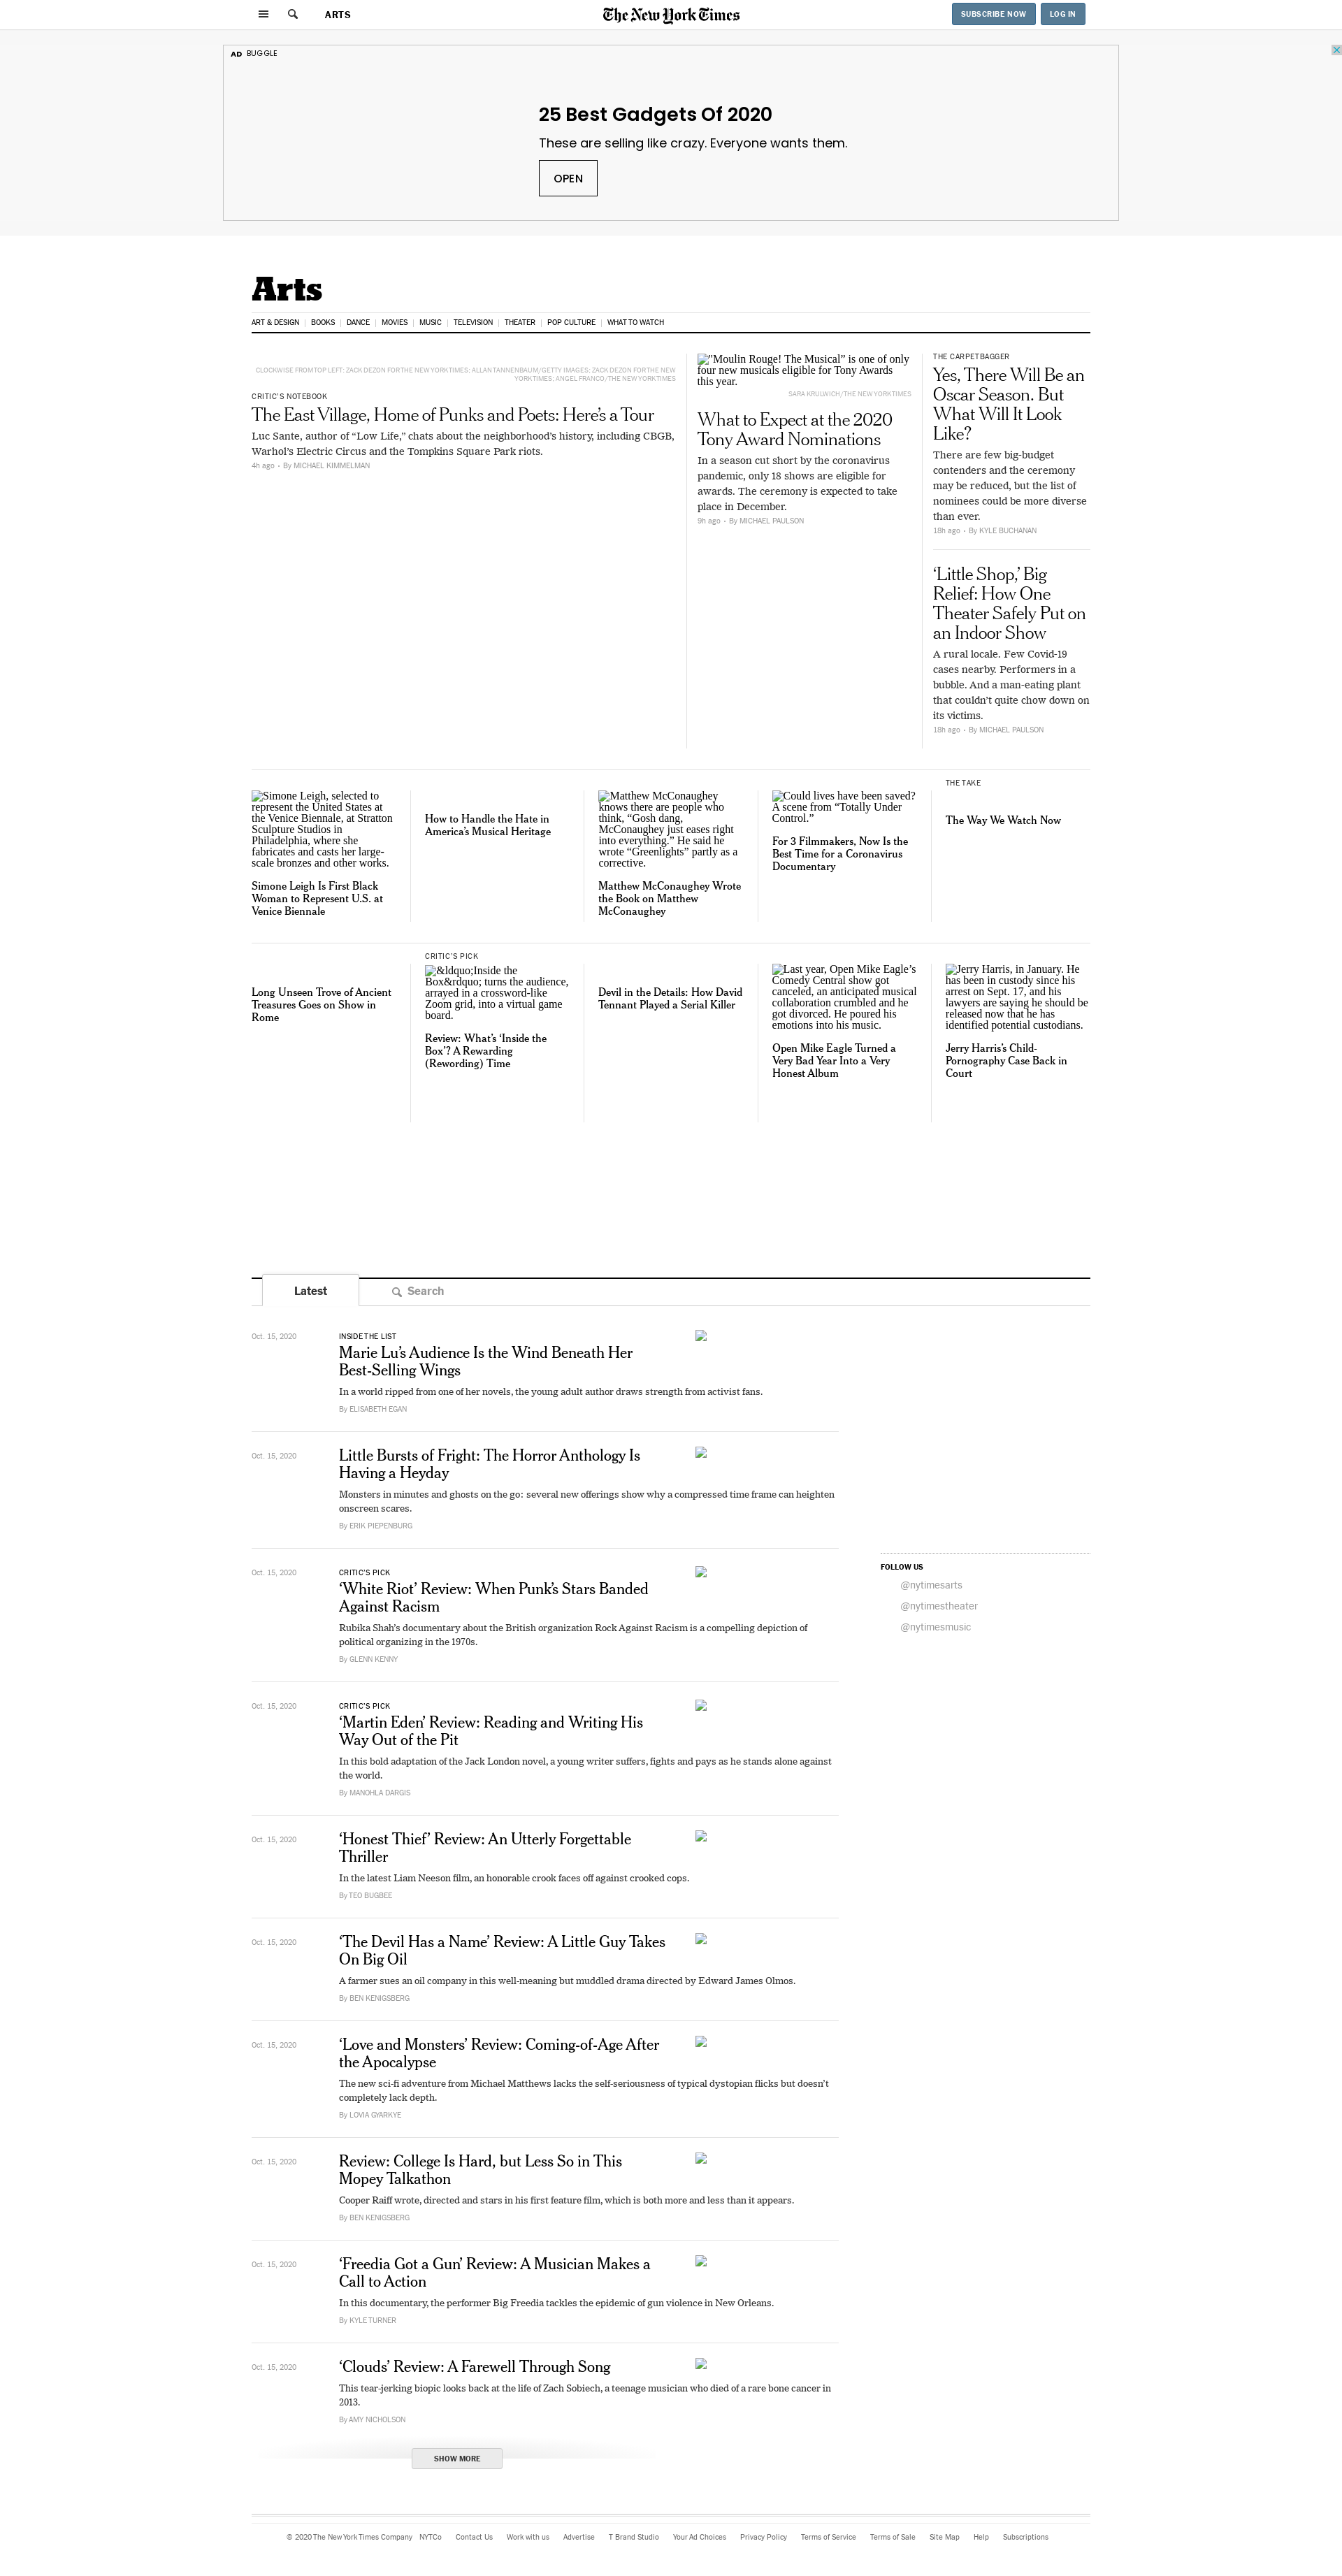 ARTS
The New York Times
SUBSCRIBE NOW
LOG IN
AD BUGGLE
25 Best Gadgets Of 2020
These are selling like crazy. Everyone wants them.
OPEN
Arts
ART & DESIGN | BOOKS | DANCE | MOVIES | MUSIC | TELEVISION | THEATER | POP CULTURE | WHAT TO WATCH
CLOCKWISE FROM TOP LEFT: ZACK DEZON FOR THE NEW YORK TIMES; ALLAN TANNENBAUM/GETTY IMAGES; ZACK DEZON FOR THE NEW
YORK TIMES; ANGEL FRANCO/THE NEW YORK TIMES
CRITIC'S NOTEBOOK
The East Village, Home of Punks and Poets: Here’s a Tour
Luc Sante, author of “Low Life,” chats about the neighborhood’s history, including CBGB,
Warhol’s Electric Circus and the Tompkins Square Park riots.
4h ago • By MICHAEL KIMMELMAN
"Moulin Rouge! The Musical” is one of only
four new musicals eligible for Tony Awards
this year.
SARA KRULWICH/THE NEW YORK TIMES
What to Expect at the 2020
Tony Award Nominations
In a season cut short by the coronavirus
pandemic, only 18 shows are eligible for
awards. The ceremony is expected to take
place in December.
9h ago • By MICHAEL PAULSON
THE CARPETBAGGER
Yes, There Will Be an
Oscar Season. But
What Will It Look
Like?
There are few big-budget
contenders and the ceremony
may be reduced, but the list of
nominees could be more diverse
than ever.
18h ago • By KYLE BUCHANAN
‘Little Shop,’ Big
Relief: How One
Theater Safely Put on
an Indoor Show
A rural locale. Few Covid-19
cases nearby. Performers in a
bubble. And a man-eating plant
that couldn’t quite chow down on
its victims.
18h ago • By MICHAEL PAULSON
Simone Leigh, selected to
represent the United States at
the Venice Biennale, at Stratton
Sculpture Studios in
Philadelphia, where she
fabricates and casts her large-
scale bronzes and other works.
Simone Leigh Is First Black
Woman to Represent U.S. at
Venice Biennale
How to Handle the Hate in
America’s Musical Heritage
Matthew McConaughey
knows there are people who
think, “Gosh dang,
McConaughey just eases right
into everything.” He said he
wrote “Greenlights” partly as a
corrective.
Matthew McConaughey Wrote
the Book on Matthew
McConaughey
Could lives have been saved?
A scene from “Totally Under
Control.”
For 3 Filmmakers, Now Is the
Best Time for a Coronavirus
Documentary
THE TAKE
The Way We Watch Now
Long Unseen Trove of Ancient
Treasures Goes on Show in
Rome
CRITIC'S PICK
&ldquo;Inside the
Box&rdquo; turns the audience,
arrayed in a crossword-like
Zoom grid, into a virtual game
board.
Review: What’s ‘Inside the
Box’? A Rewarding
(Rewording) Time
Devil in the Details: How David
Tennant Played a Serial Killer
Last year, Open Mike Eagle’s
Comedy Central show got
canceled, an anticipated musical
collaboration crumbled and he
got divorced. He poured his
emotions into his music.
Open Mike Eagle Turned a
Very Bad Year Into a Very
Honest Album
Jerry Harris, in January. He
has been in custody since his
arrest on Sept. 17, and his
lawyers are saying he should be
released now that he has
identified potential custodians.
Jerry Harris’s Child-
Pornography Case Back in
Court
Latest
Search
Oct. 15, 2020
INSIDE THE LIST
Marie Lu’s Audience Is the Wind Beneath Her
Best-Selling Wings
In a world ripped from one of her novels, the young adult author draws strength from activist fans.
By ELISABETH EGAN
Oct. 15, 2020
Little Bursts of Fright: The Horror Anthology Is
Having a Heyday
Monsters in minutes and ghosts on the go: several new offerings show why a compressed time frame can heighten
onscreen scares.
By ERIK PIEPENBURG
Oct. 15, 2020
CRITIC’S PICK
‘White Riot’ Review: When Punk’s Stars Banded
Against Racism
Rubika Shah’s documentary about the British organization Rock Against Racism is a compelling depiction of
political organizing in the 1970s.
By GLENN KENNY
Oct. 15, 2020
CRITIC’S PICK
‘Martin Eden’ Review: Reading and Writing His
Way Out of the Pit
In this bold adaptation of the Jack London novel, a young writer suffers, fights and pays as he stands alone against
the world.
By MANOHLA DARGIS
Oct. 15, 2020
‘Honest Thief’ Review: An Utterly Forgettable
Thriller
In the latest Liam Neeson film, an honorable crook faces off against crooked cops.
By TEO BUGBEE
Oct. 15, 2020
‘The Devil Has a Name’ Review: A Little Guy Takes
On Big Oil
A farmer sues an oil company in this well-meaning but muddled drama directed by Edward James Olmos.
By BEN KENIGSBERG
Oct. 15, 2020
‘Love and Monsters’ Review: Coming-of-Age After
the Apocalypse
The new sci-fi adventure from Michael Matthews lacks the self-seriousness of typical dystopian flicks but doesn’t
completely lack depth.
By LOVIA GYARKYE
Oct. 15, 2020
Review: College Is Hard, but Less So in This
Mopey Talkathon
Cooper Raiff wrote, directed and stars in his first feature film, which is both more and less than it appears.
By BEN KENIGSBERG
Oct. 15, 2020
‘Freedia Got a Gun’ Review: A Musician Makes a
Call to Action
In this documentary, the performer Big Freedia tackles the epidemic of gun violence in New Orleans.
By KYLE TURNER
Oct. 15, 2020
‘Clouds’ Review: A Farewell Through Song
This tear-jerking biopic looks back at the life of Zach Sobiech, a teenage musician who died of a rare bone cancer in
2013.
By AMY NICHOLSON
SHOW MORE
FOLLOW US
@nytimesarts
@nytimestheater
@nytimesmusic
© 2020 The New York Times Company NYTCo Contact Us Work with us Advertise T Brand Studio Your Ad Choices Privacy Policy Terms of Service Terms of Sale Site Map Help Subscriptions